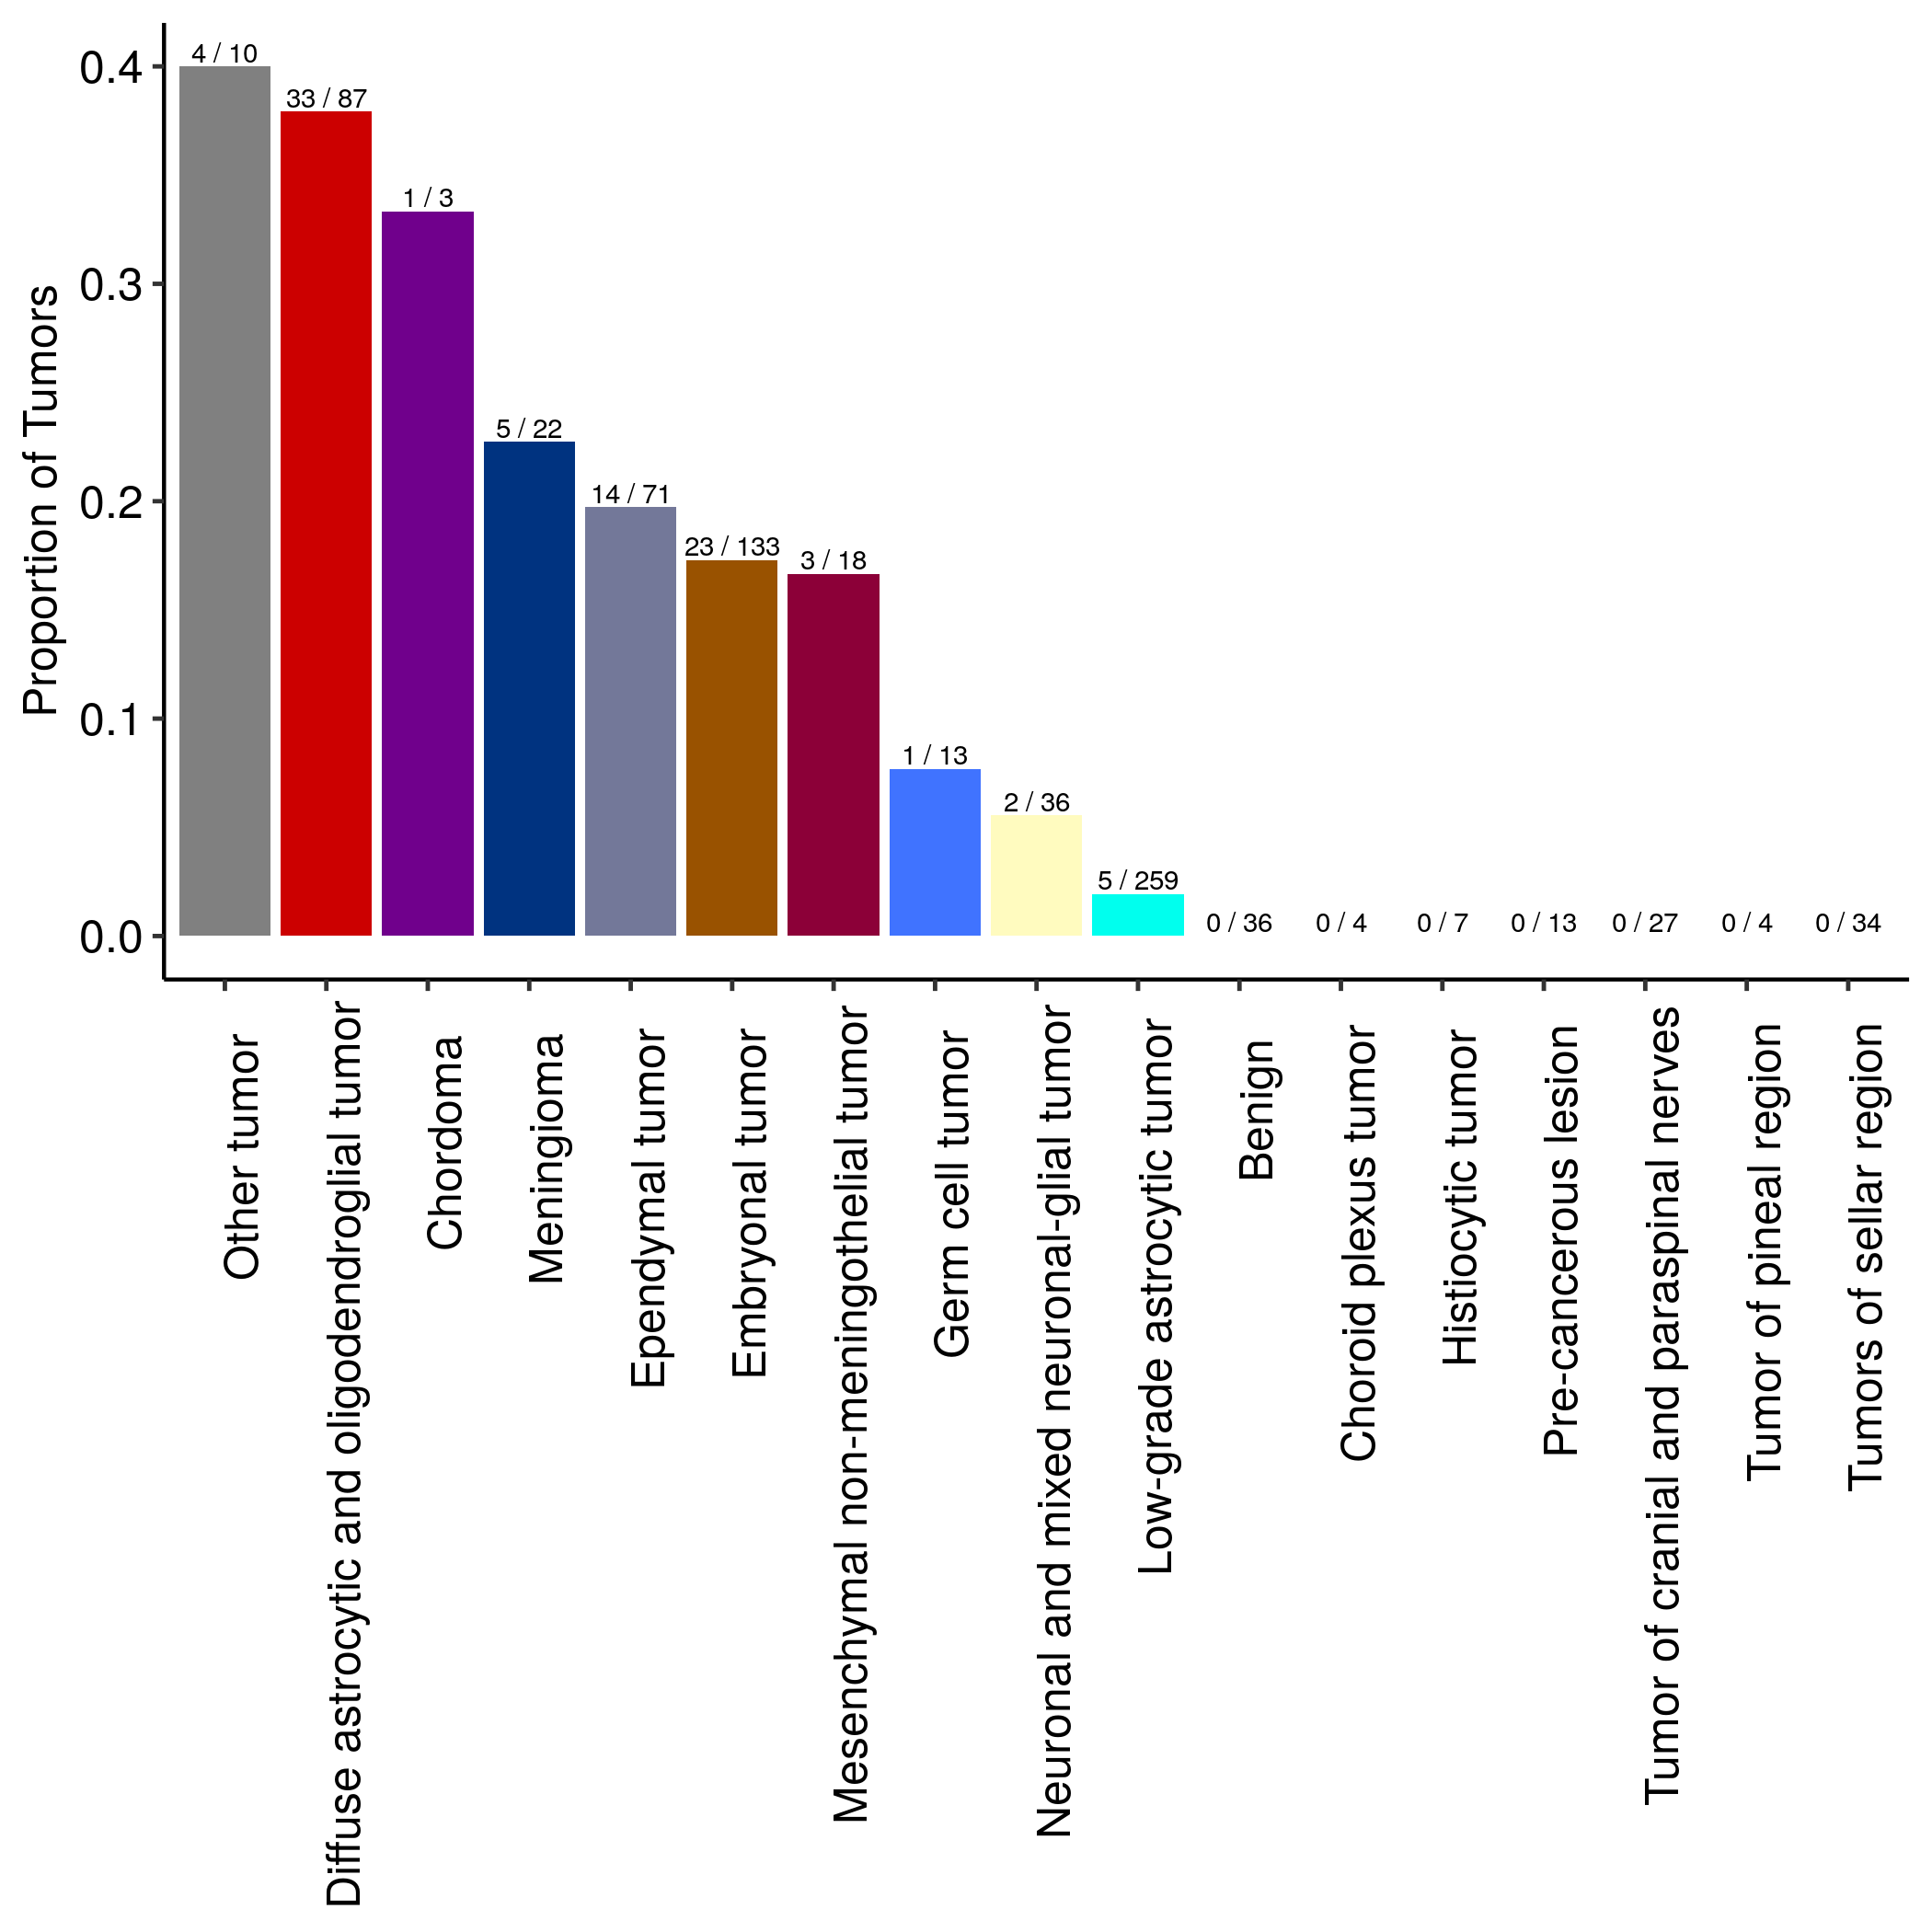 Proportion of Tumors
0.4
0.3
0.2
0.1
0.0
4 / 10
33 / 87
1 / 3
5 / 22
14 / 71
23 / 133
3 / 18
1 / 13
2 / 36
5 / 259
0 / 36
0 / 4
0 / 7
0 / 13
0 / 27
0 / 4
0 / 34
Other tumor
Diffuse astrocytic and oligodendroglial tumor
Chordoma
Meningioma
Ependymal tumor
Embryonal tumor
Mesenchymal non-meningothelial tumor
Germ cell tumor
Neuronal and mixed neuronal-glial tumor
Low-grade astrocytic tumor
Benign
Choroid plexus tumor
Histiocytic tumor
Pre-cancerous lesion
Tumor of cranial and paraspinal nerves
Tumor of pineal region
Tumors of sellar region